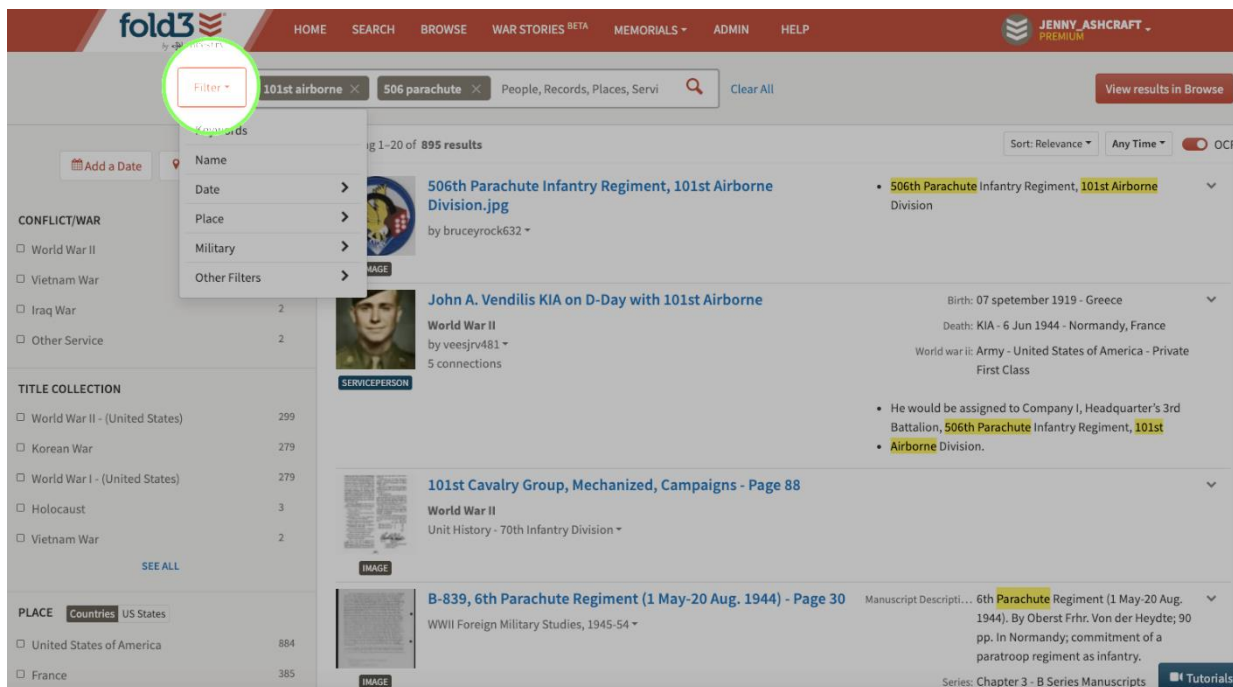 fold3
by ancestry
HOME SEARCH BROWSE WAR STORIES BETA MEMORIALS ADMIN HELP
JENNY_ASHCRAFT
PREMIUM
Filter 101st airborne × 506 parachute × People, Records, Places, Servi Clear All
View results in Browse
Keywords
Name
Date
Place
Military
Other Filters
1–20 of 895 results
Sort: Relevance Any Time OCR
Add a Date
CONFLICT/WAR
World War II
Vietnam War
Iraq War 2
Other Service 2
TITLE COLLECTION
World War II - (United States) 299
Korean War 279
World War I - (United States) 279
Holocaust 3
Vietnam War 2
SEE ALL
PLACE Countries US States
United States of America 884
France 385
506th Parachute Infantry Regiment, 101st Airborne
Division.jpg
by bruceyrock632
IMAGE
506th Parachute Infantry Regiment, 101st Airborne
Division
John A. Vendilis KIA on D-Day with 101st Airborne
World War II
by veesjrv481
5 connections
SERVICEPERSON
Birth: 07 spetember 1919 - Greece
Death: KIA - 6 Jun 1944 - Normandy, France
World war ii: Army - United States of America - Private
First Class
He would be assigned to Company I, Headquarter's 3rd
Battalion, 506th Parachute Infantry Regiment, 101st
Airborne Division.
101st Cavalry Group, Mechanized, Campaigns - Page 88
World War II
Unit History - 70th Infantry Division
IMAGE
B-839, 6th Parachute Regiment (1 May-20 Aug. 1944) - Page 30
WWII Foreign Military Studies, 1945-54
IMAGE
Manuscript Descripti... 6th Parachute Regiment (1 May-20 Aug.
1944). By Oberst Frhr. Von der Heydte; 90
pp. In Normandy; commitment of a
paratroop regiment as infantry.
Series: Chapter 3 - B Series Manuscripts
Tutorials